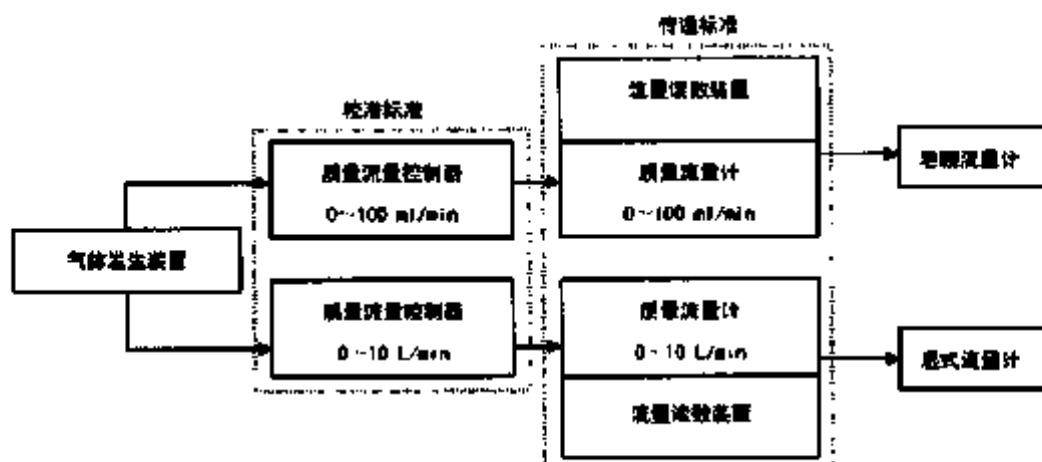 传递标准
流量读数装置
校准标准
质量流量控制器
0~100 ml/min
质量流量计
0~100 ml/min
皂膜流量计
气体发生装置
质量流量控制器
0~10 L/min
质量流量计
0~10 L/min
湿式流量计
流量读数装置